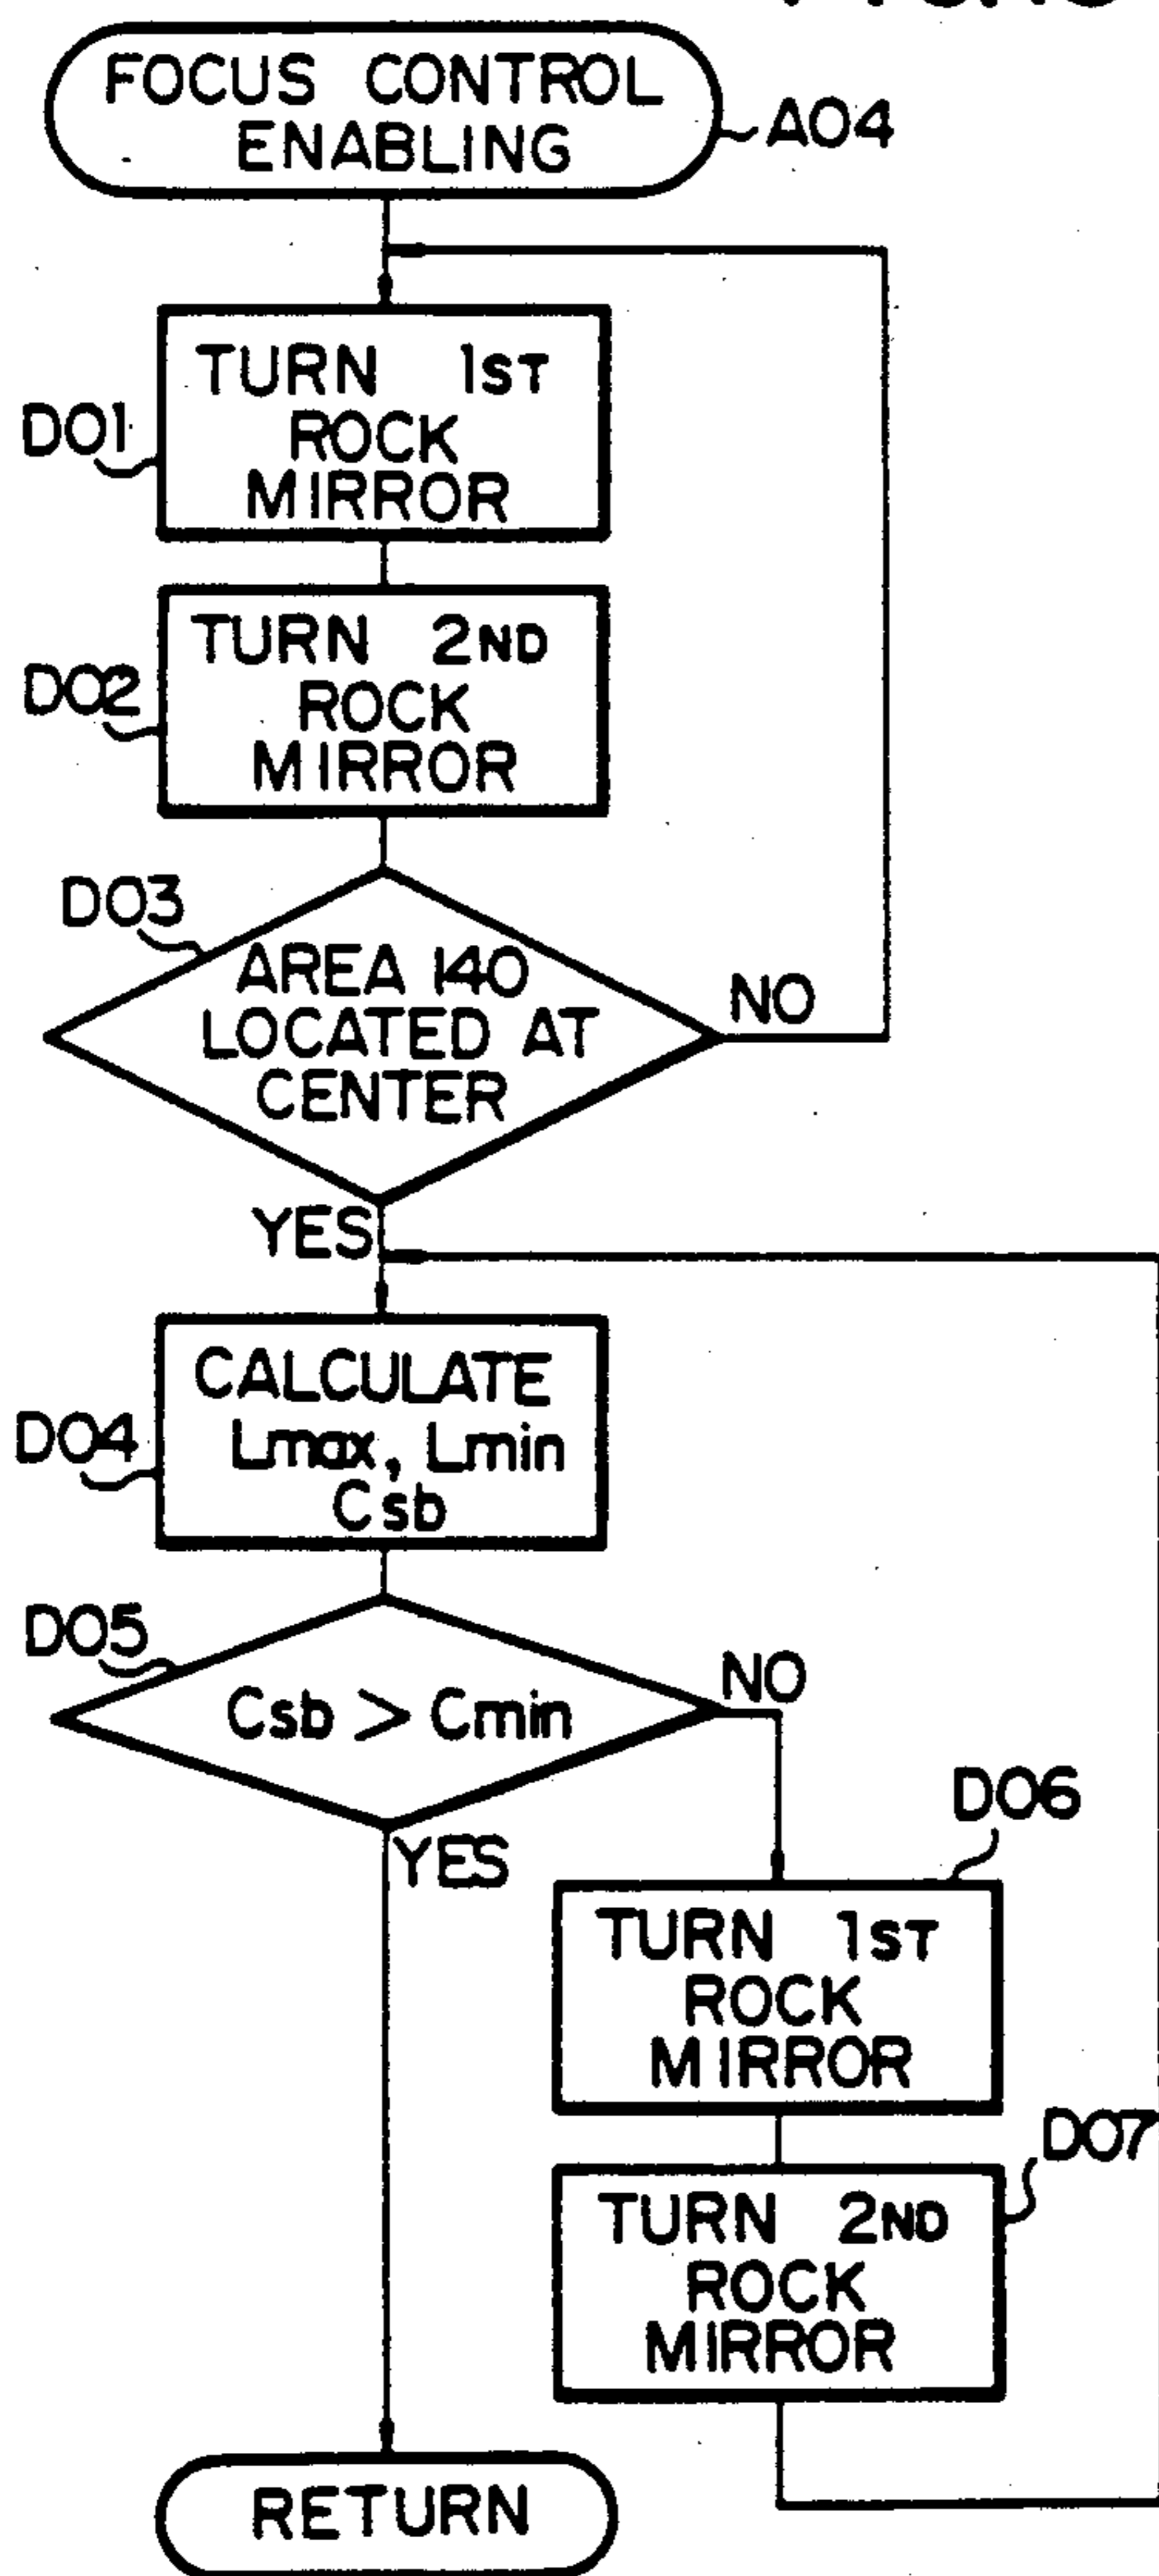 FOCUS CONTROL
ENABLING
A04
TURN 1ST
ROCK
MIRROR
D01
TURN 2ND
ROCK
MIRROR
D02
D03
AREA 140
LOCATED AT
CENTER
NO
YES
CALCULATE
Lmax, Lmin
Csb
D04
D05
Csb > Cmin
NO
YES
D06
TURN 1ST
ROCK
MIRROR
D07
TURN 2ND
ROCK
MIRROR
RETURN